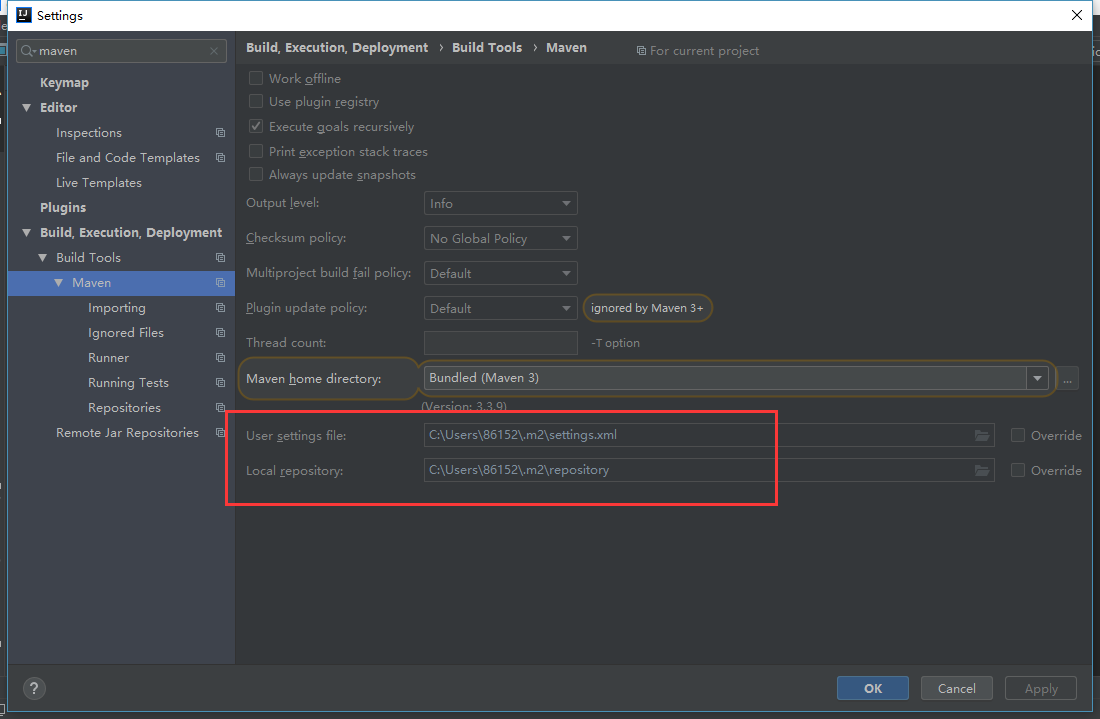 Settings
maven
Keymap
Editor
Inspections
File and Code Templates
Live Templates
Plugins
Build, Execution, Deployment
Build Tools
Maven
Importing
Ignored Files
Runner
Running Tests
Repositories
Remote Jar Repositories
Build, Execution, Deployment › Build Tools › Maven For current project
Work offline
Use plugin registry
Execute goals recursively
Print exception stack traces
Always update snapshots
Output level: Info
Checksum policy: No Global Policy
Multiproject build fail policy: Default
Plugin update policy: Default ignored by Maven 3+
Thread count: -T option
Maven home directory: Bundled (Maven 3) ...
(Version: 3.3.9)
User settings file: C:\Users\86152\.m2\settings.xml Override
Local repository: C:\Users\86152\.m2\repository Override
? OK Cancel Apply